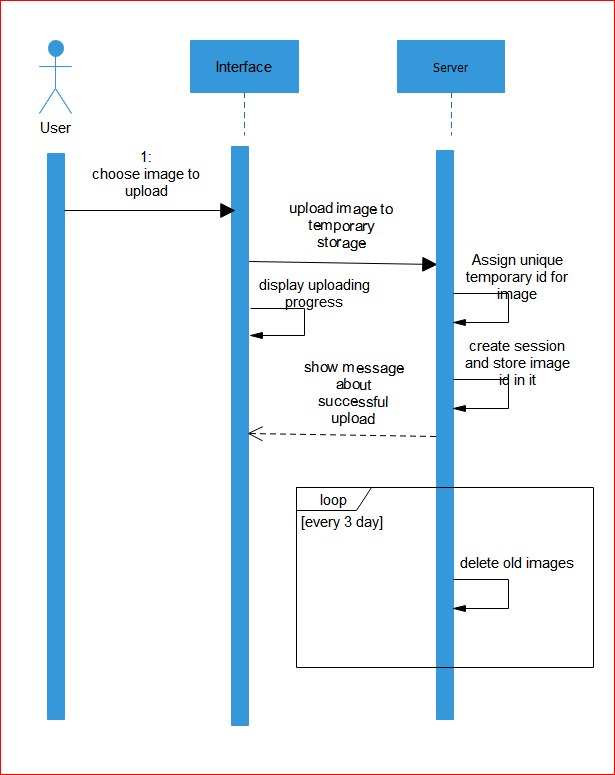 Interface
Server
User
1:
choose image to
upload
upload image to
temporary
storage
Assign unique
temporary id for
image
display uploading
progress
create session
and store image
id in it
show message
about
successful
upload
loop
[every 3 day]
delete old images